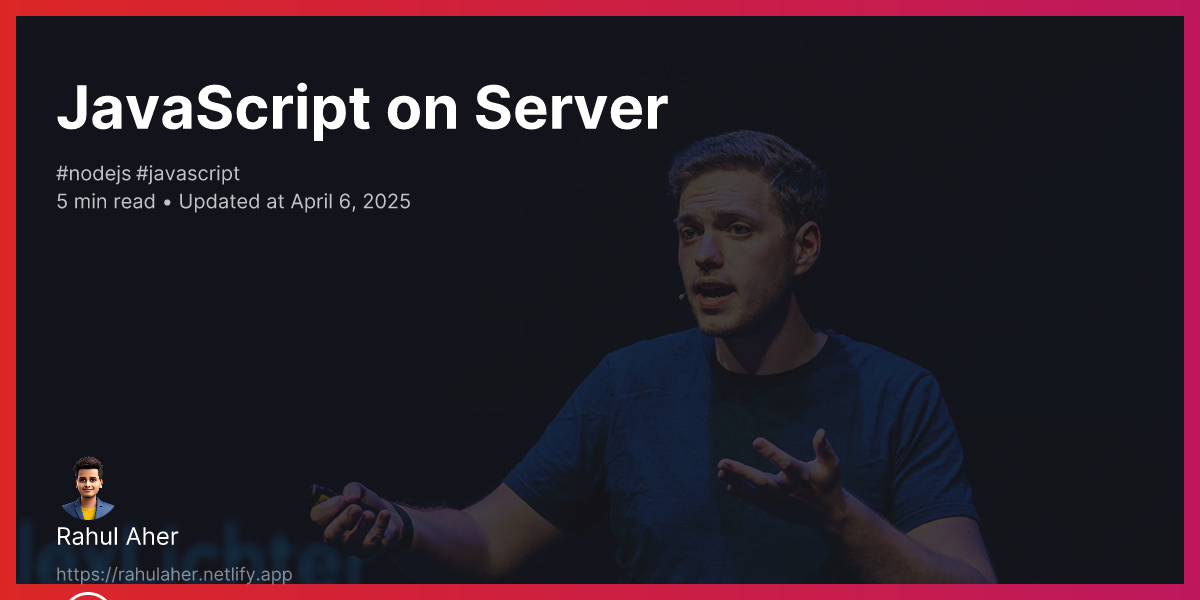 JavaScript on Server
#nodejs #javascript
5 min read • Updated at April 6, 2025
Rahul Aher
https://rahulaher.netlify.app